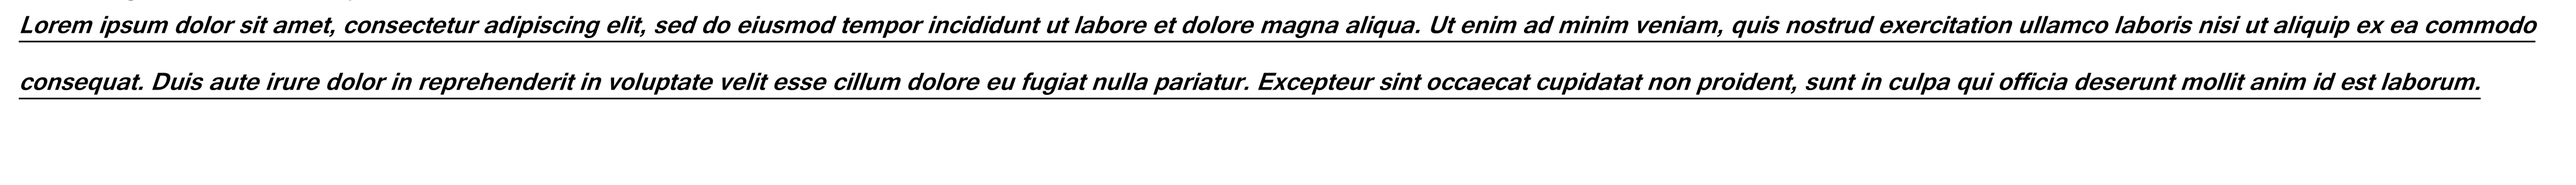 Lorem ipsum dolor sit amet, consectetur adipiscing elit, sed do eiusmod tempor incididunt ut labore et dolore magna aliqua. Ut enim ad minim veniam, quis nostrud exercitation ullamco laboris nisi ut aliquip ex ea commodo
consequat. Duis aute irure dolor in reprehenderit in voluptate velit esse cillum dolore eu fugiat nulla pariatur. Excepteur sint occaecat cupidatat non proident, sunt in culpa qui officia deserunt mollit anim id est laborum.